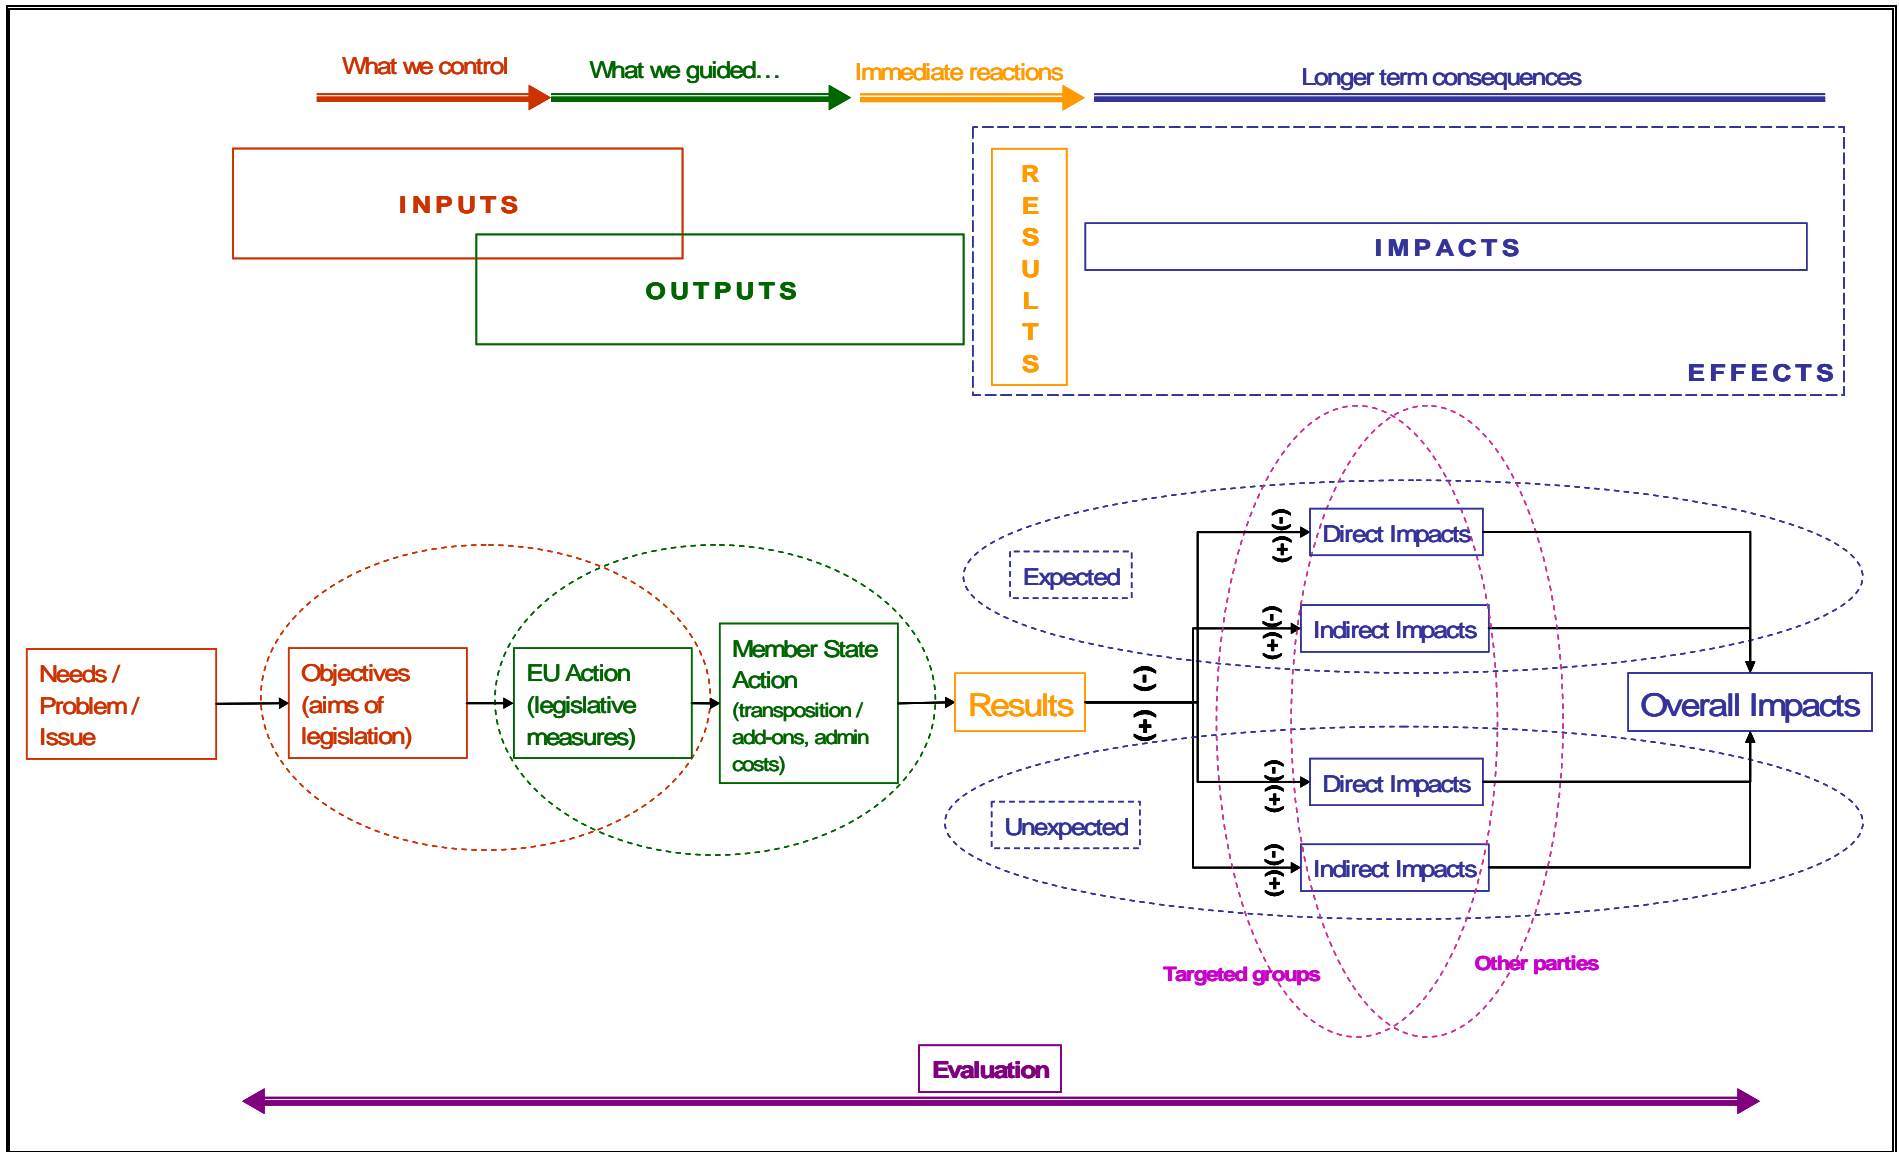 What we control
What we guided...
Immediate reactions
Longer term consequences
INPUTS
OUTPUTS
RESULTS
IMPACTS
EFFECTS
Needs /
Problem /
Issue
Objectives
(aims of
legislation)
EU Action
(legislative
measures)
Member State
Action
(transposition /
add-ons, admin
costs)
Results
(-)
(+)
Expected
(-)
(+)
Direct Impacts
(-)
(+)
Indirect Impacts
Unexpected
(-)
(+)
Direct Impacts
(-)
(+)
Indirect Impacts
Overall Impacts
Targeted groups
Other parties
Evaluation